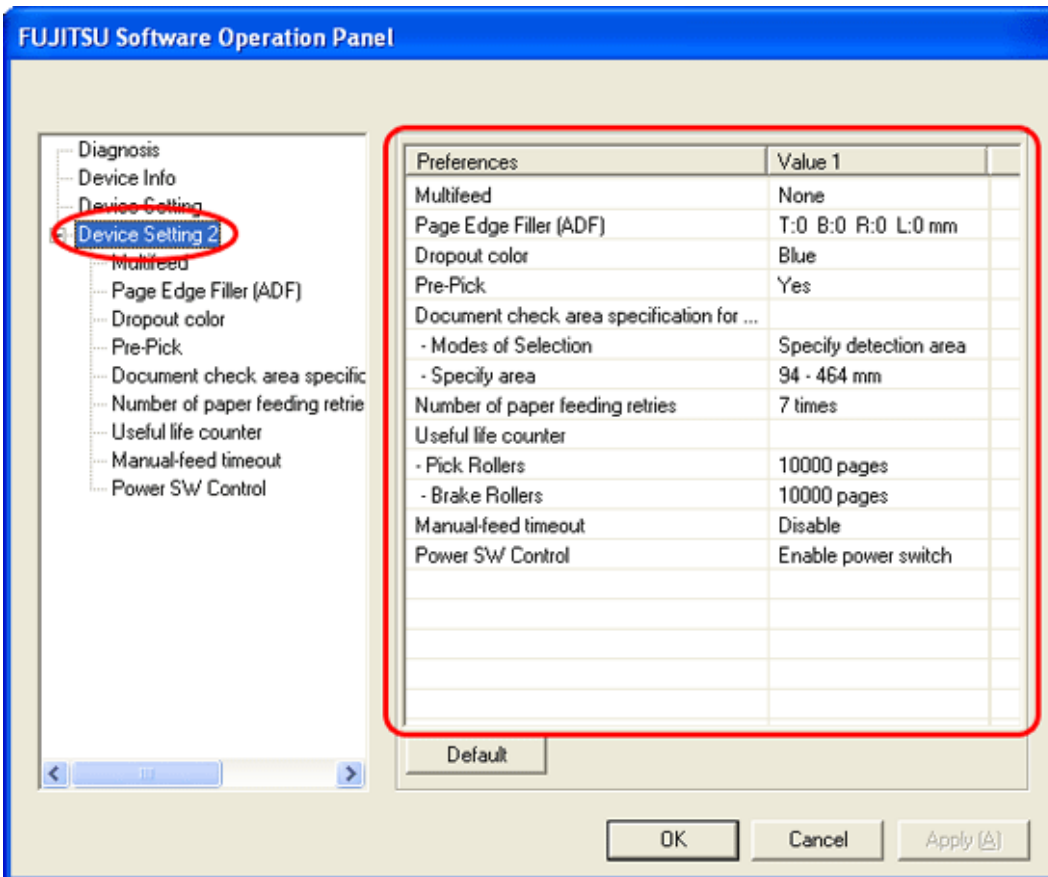 FUJITSU Software Operation Panel
Diagnosis
Device Info
Device Setting
Device Setting 2
Multifeed
Page Edge Filler (ADF)
Dropout color
Pre-Pick
Document check area specific
Number of paper feeding retrie
Useful life counter
Manual-feed timeout
Power SW Control
Preferences Value 1
Multifeed None
Page Edge Filler (ADF) T:0 B:0 R:0 L:0 mm
Dropout color Blue
Pre-Pick Yes
Document check area specification for ...
- Modes of Selection Specify detection area
- Specify area 94 - 464 mm
Number of paper feeding retries 7 times
Useful life counter
- Pick Rollers 10000 pages
- Brake Rollers 10000 pages
Manual-feed timeout Disable
Power SW Control Enable power switch
Default
OK Cancel Apply (A)